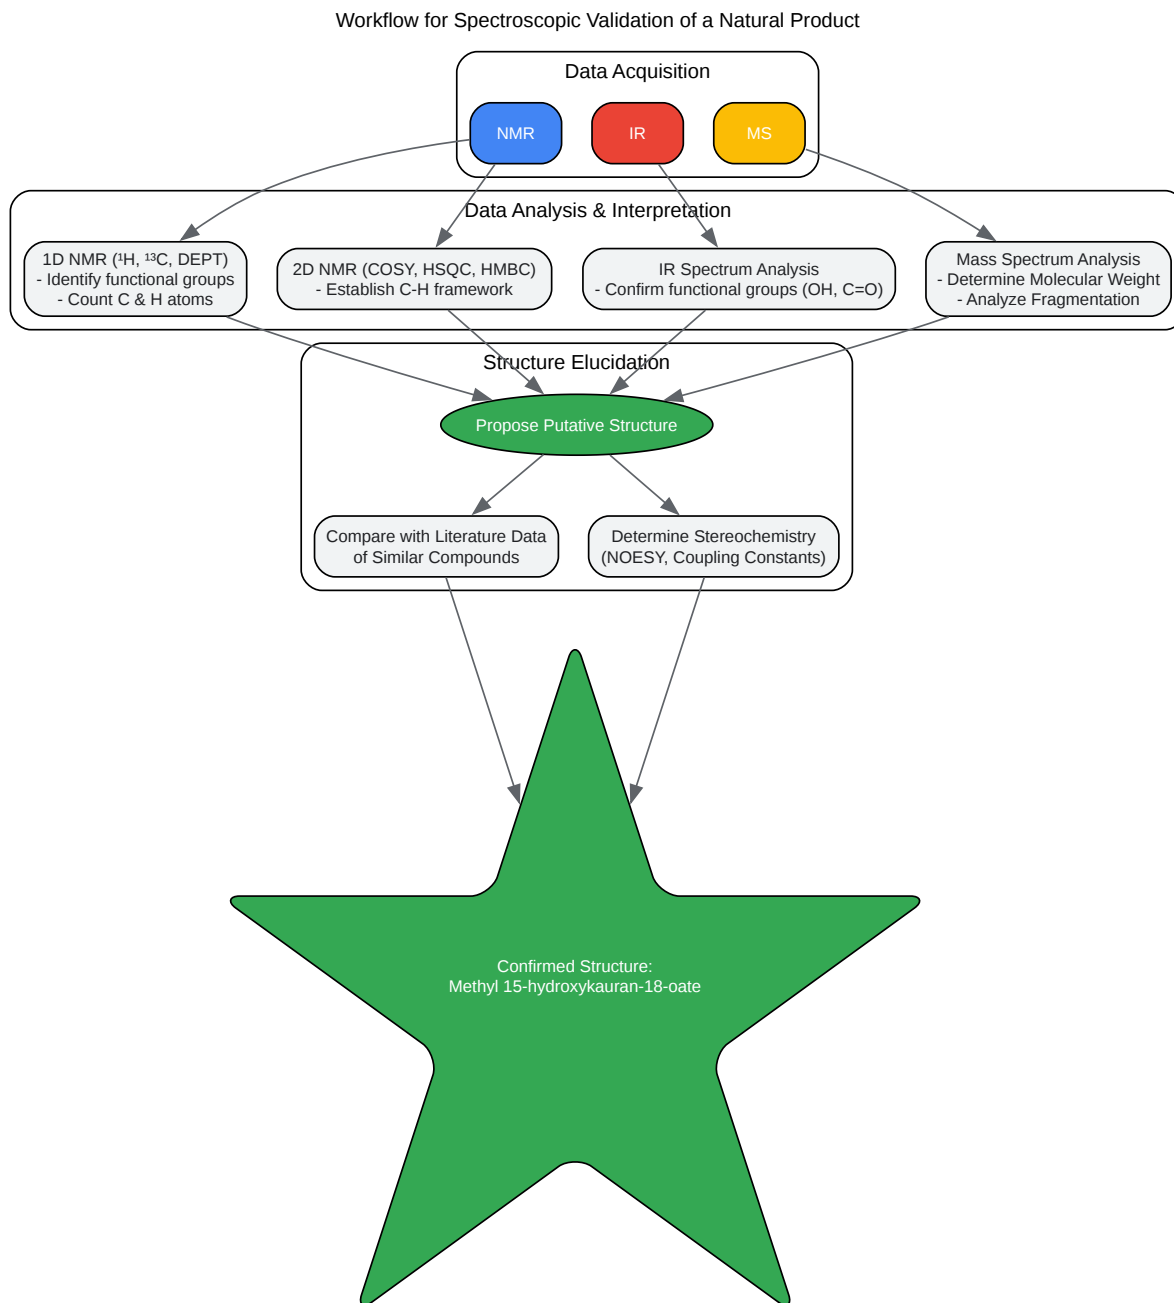 Workflow for Spectroscopic Validation of a Natural Product
Data Acquisition
NMR
IR
MS
Data Analysis & Interpretation
1D NMR (¹H, ¹³C, DEPT)
- Identify functional groups
- Count C & H atoms
2D NMR (COSY, HSQC, HMBC)
- Establish C-H framework
IR Spectrum Analysis
- Confirm functional groups (OH, C=O)
Mass Spectrum Analysis
- Determine Molecular Weight
- Analyze Fragmentation
Structure Elucidation
Propose Putative Structure
Compare with Literature Data
of Similar Compounds
Determine Stereochemistry
(NOESY, Coupling Constants)
Confirmed Structure:
Methyl 15-hydroxykauran-18-oate